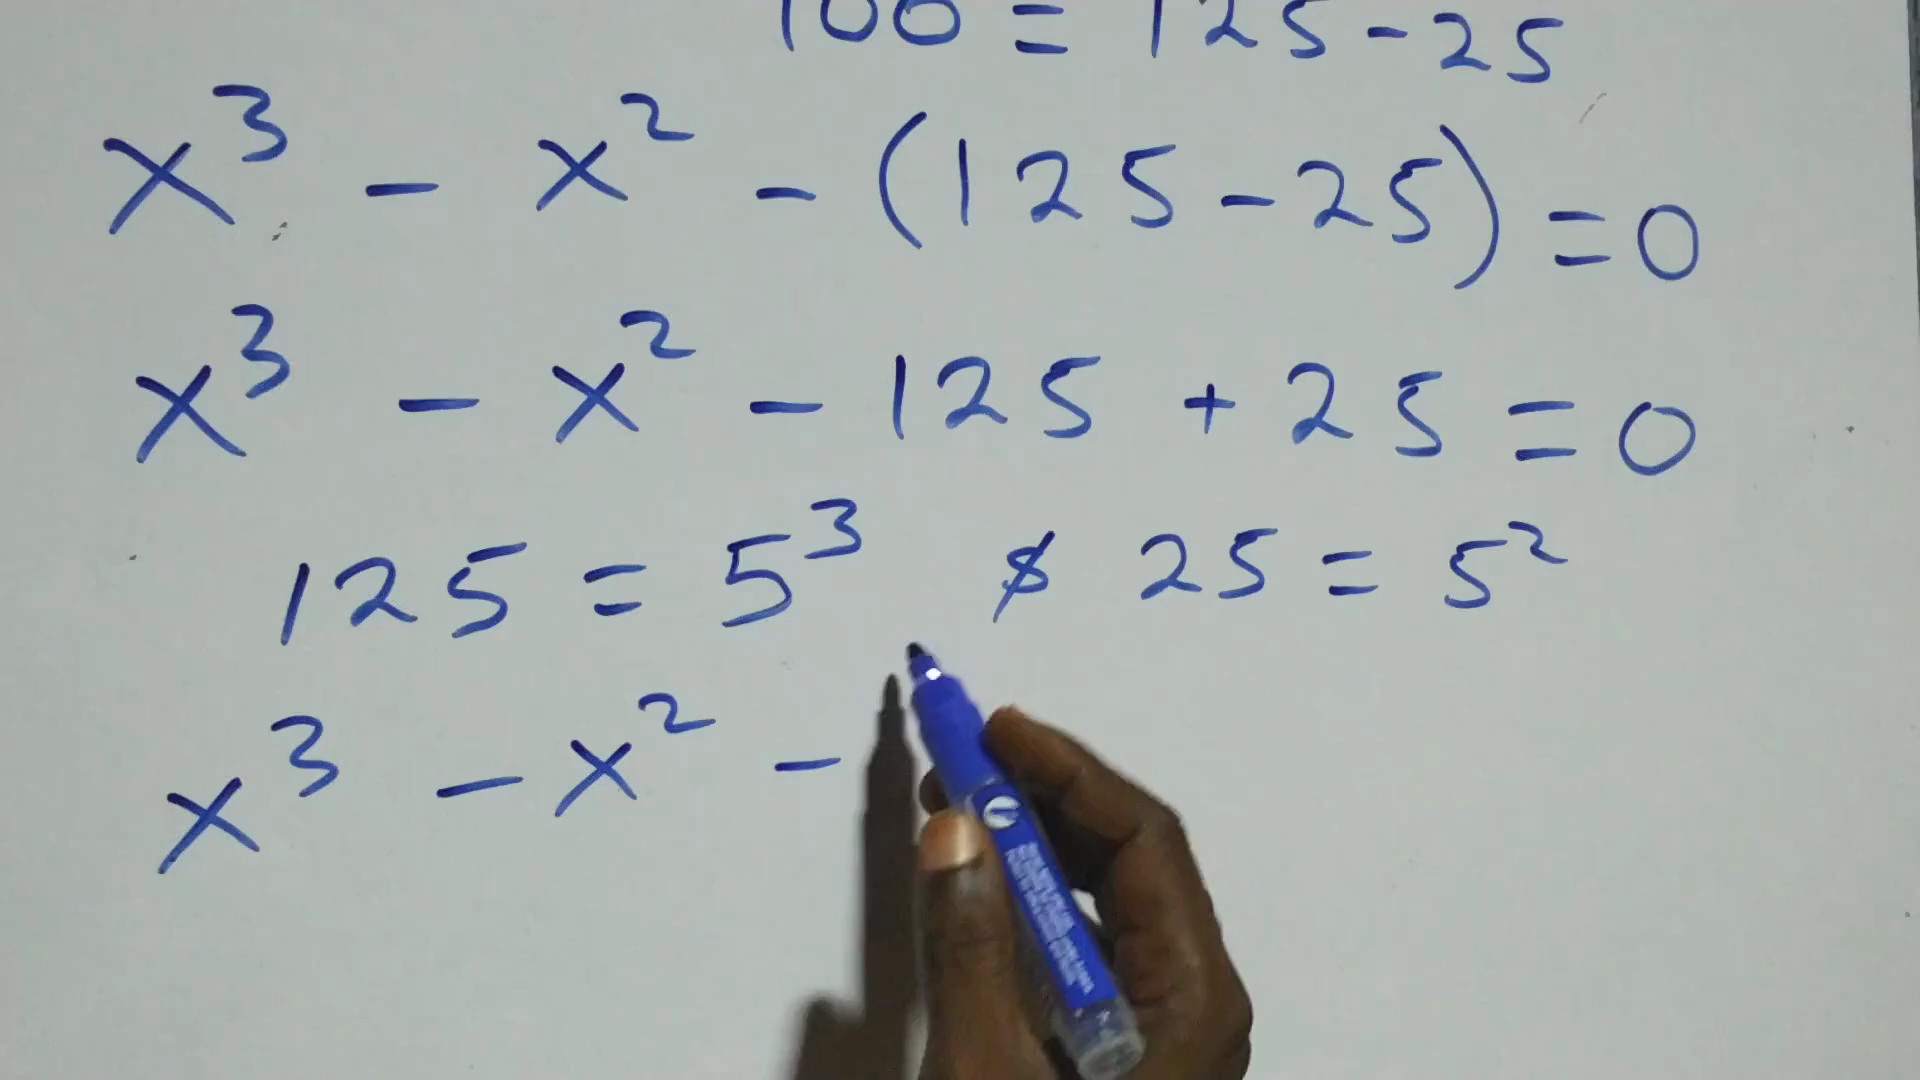 100 = 125 - 25
x³ - x² - (125 - 25) = 0
x³ - x² - 125 + 25 = 0
125 = 5³ & 25 = 5²
x³ - x² -